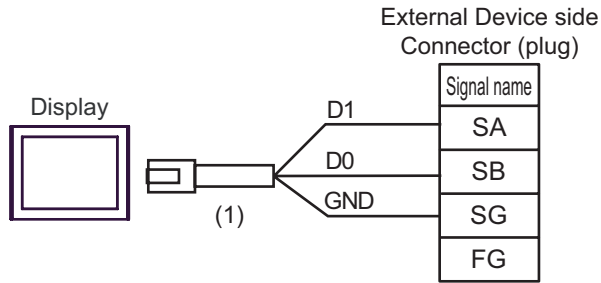 External Device side
Connector (plug)
Signal name
Display
D1
SA
D0
SB
GND
SG
(1)
FG